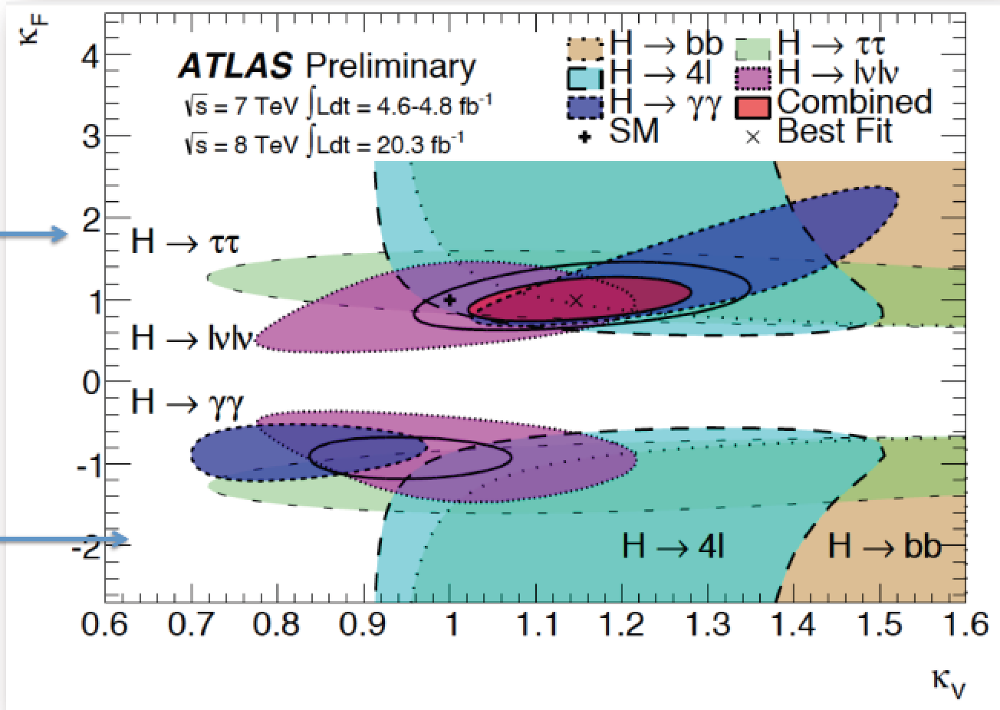 κF
ATLAS Preliminary
√s = 7 TeV ∫Ldt = 4.6-4.8 fb-1
√s = 8 TeV ∫Ldt = 20.3 fb-1
H → bb H → ττ
H → 4l H → lνlν
H → γγ Combined
SM Best Fit
4
3
2
1
0
-1
-2
H → ττ
H → lνlν
H → γγ
H → 4l H → bb
0.6 0.7 0.8 0.9 1 1.1 1.2 1.3 1.4 1.5 1.6
κV